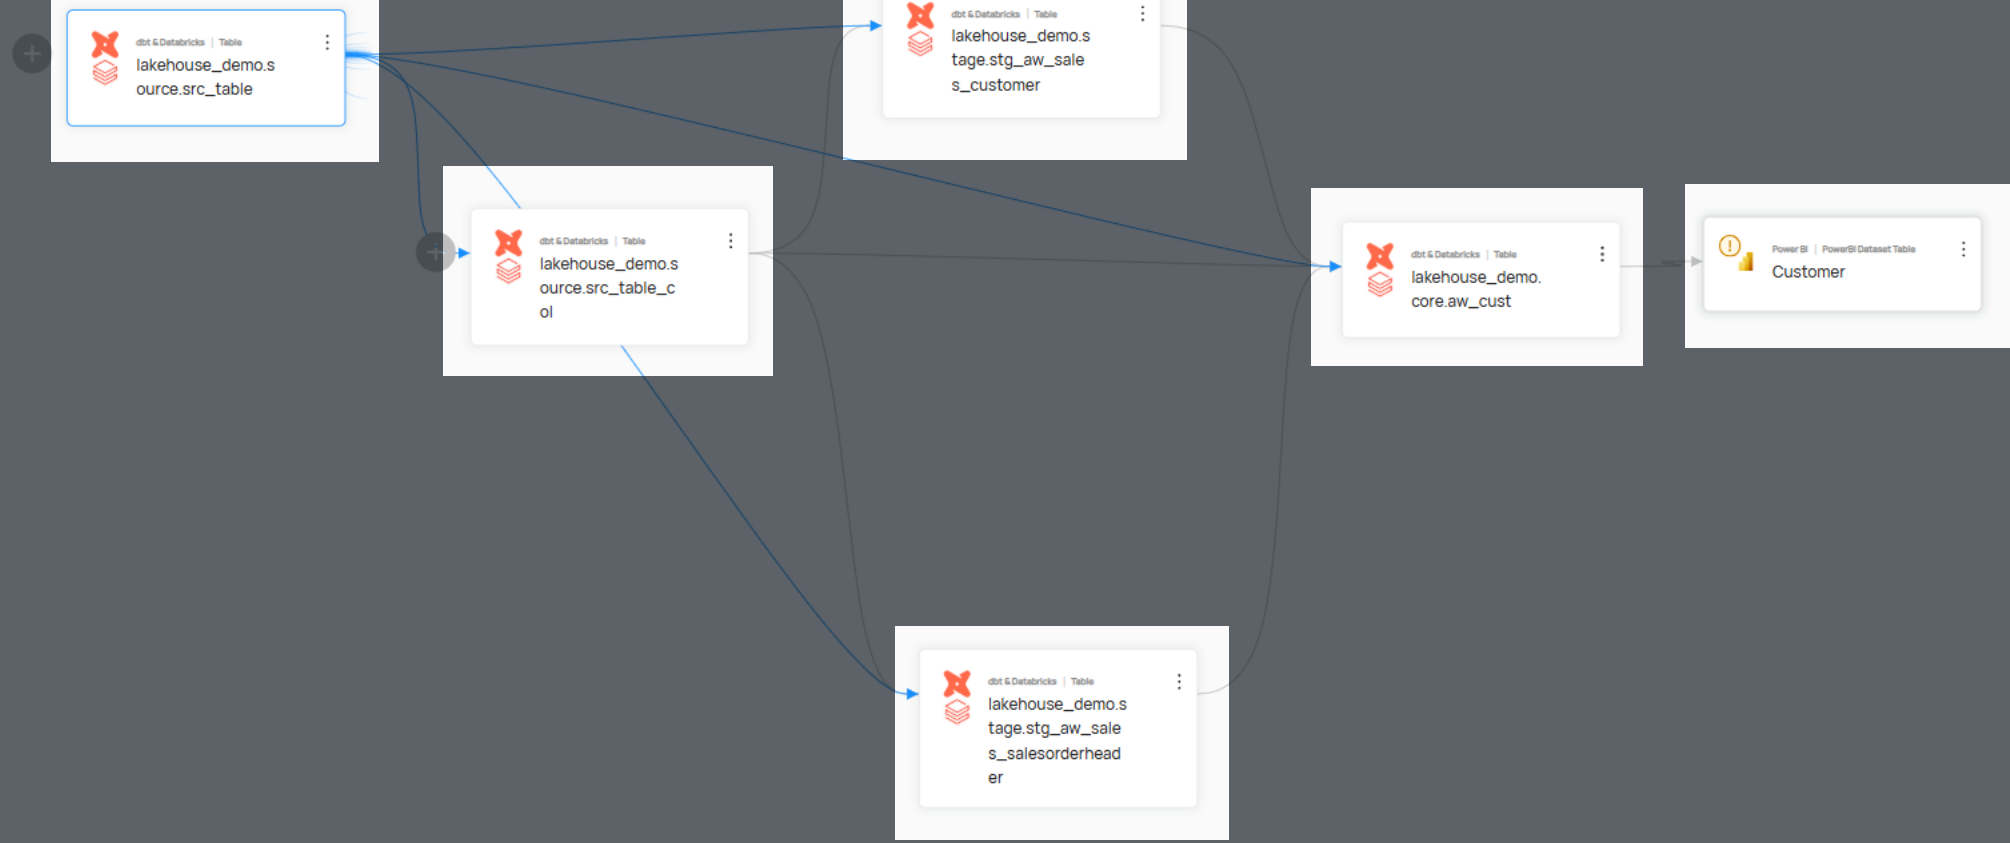 dbt & Databricks | Table
lakehouse_demo.s
ource.src_table
dbt & Databricks | Table
lakehouse_demo.s
tage.stg_aw_sale
s_customer
dbt & Databricks | Table
lakehouse_demo.s
ource.src_table_c
ol
dbt & Databricks | Table
lakehouse_demo.
core.aw_cust
Power BI | PowerBI Dataset Table
Customer
dbt & Databricks | Table
lakehouse_demo.s
tage.stg_aw_sale
s_salesorderhead
er